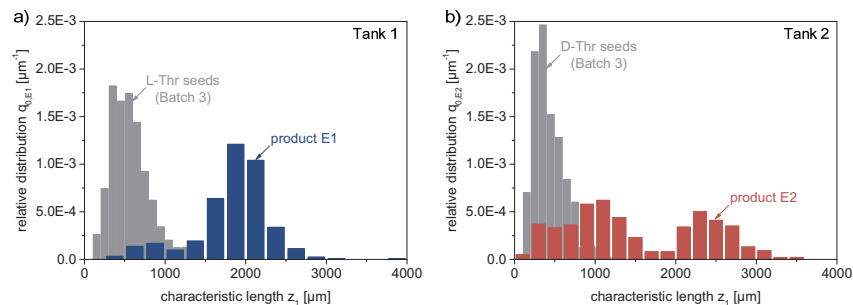 a)
Tank 1
2.5E-3
2.0E-3
1.5E-3
1.0E-3
5.0E-4
0.0
relative distribution q0,E1 [µm-1]
L-Thr seeds
(Batch 3)
product E1
0 1000 2000 3000 4000
characteristic length z1 [µm]
b)
Tank 2
2.5E-3
2.0E-3
1.5E-3
1.0E-3
5.0E-4
0.0
relative distribution q0,E2 [µm-1]
D-Thr seeds
(Batch 3)
product E2
0 1000 2000 3000 4000
characteristic length z1 [µm]